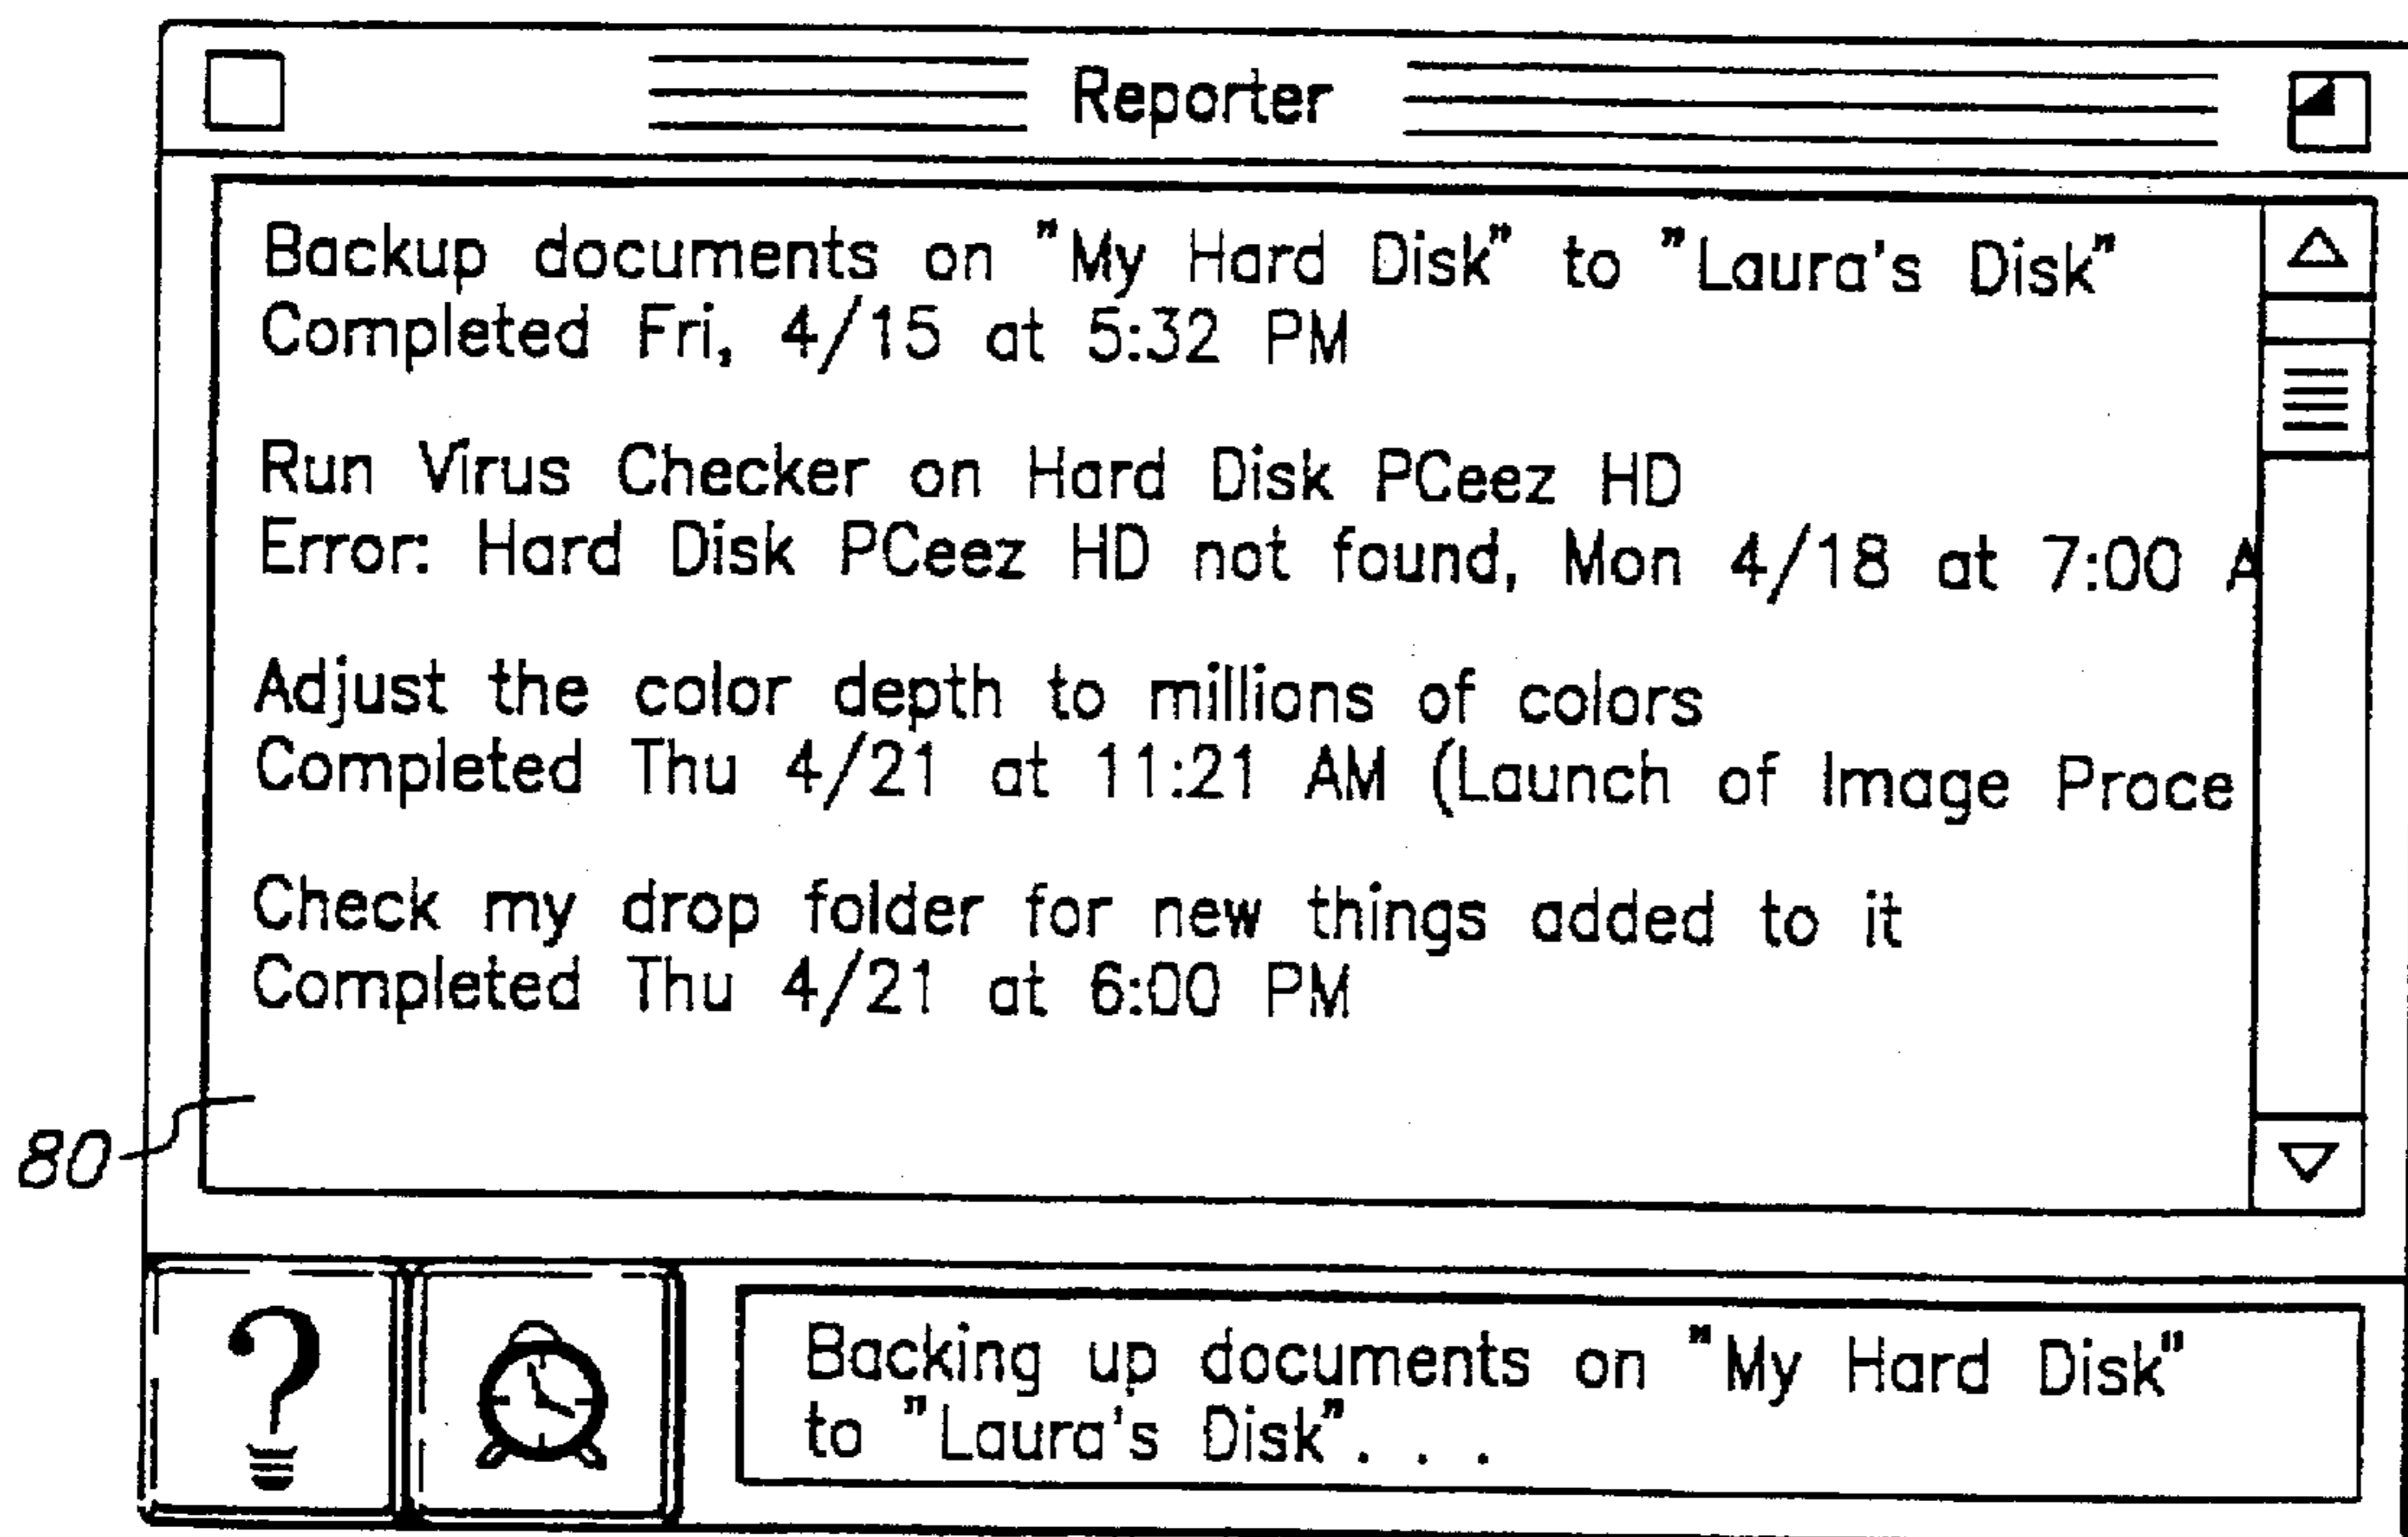 Reporter
Backup documents on "My Hard Disk" to "Laura's Disk"
Completed Fri, 4/15 at 5:32 PM
Run Virus Checker on Hard Disk PCeez HD
Error: Hard Disk PCeez HD not found, Mon 4/18 at 7:00 A
Adjust the color depth to millions of colors
Completed Thu 4/21 at 11:21 AM (Launch of Image Proce
Check my drop folder for new things added to it
Completed Thu 4/21 at 6:00 PM
80
?
Backing up documents on "My Hard Disk"
to "Laura's Disk". . .